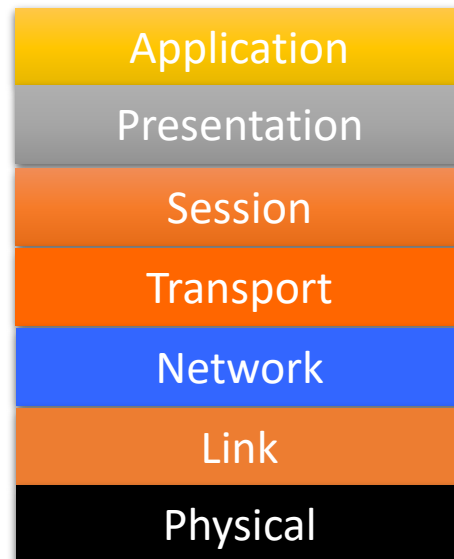 Application
Presentation
Session
Transport
Network
Link
Physical